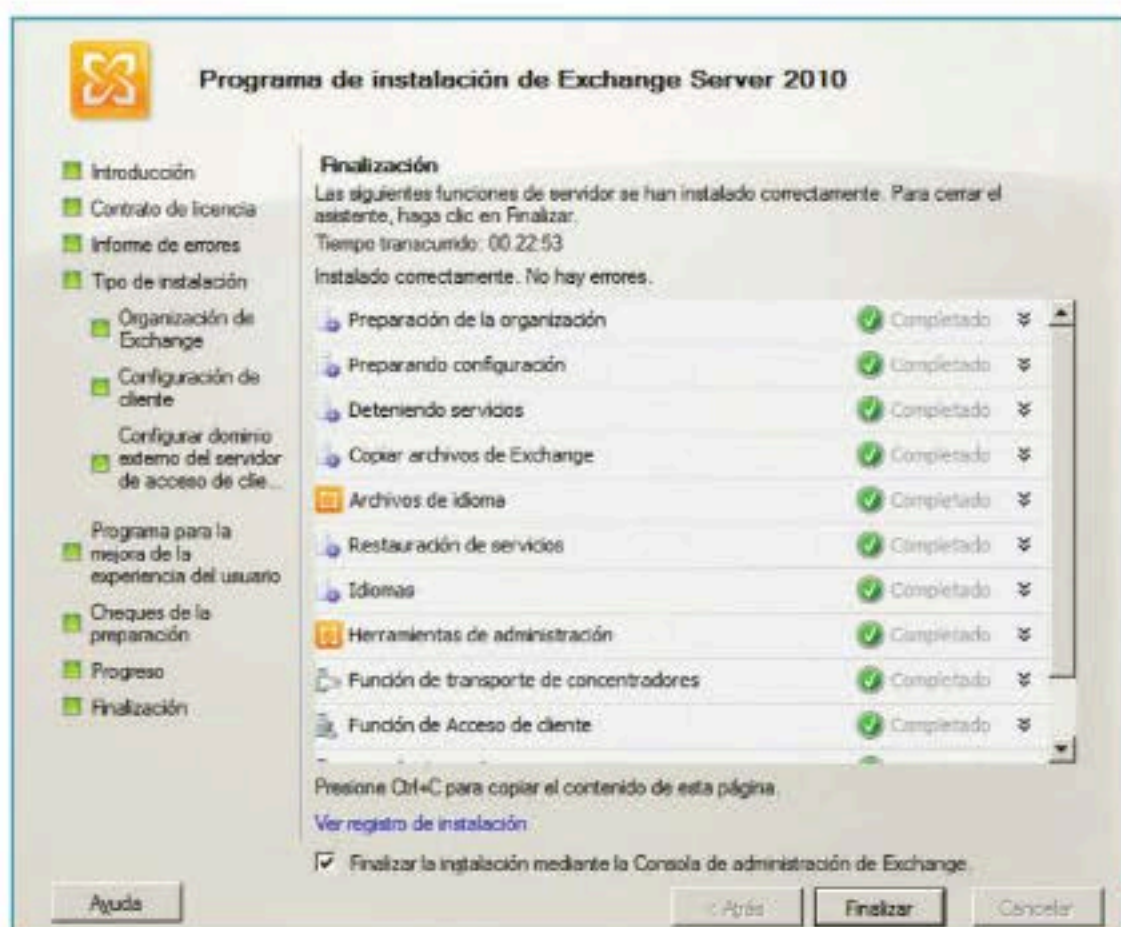 Programa de instalación de Exchange Server 2010
Introducción
Contrato de licencia
Informe de errores
Tipo de instalación
Organización de
Exchange
Configuración de
cliente
Configurar dominio
externo del servidor
de acceso de clie...
Programa para la
mejora de la
experiencia del usuario
Cheques de la
preparación
Progreso
Finalización
Finalización
Las siguientes funciones de servidor se han instalado correctamente. Para cerrar el
asistente, haga clic en Finalizar.
Tiempo transcurrido: 00:22:53
Instalado correctamente. No hay errores.
Preparación de la organización Completado
Preparando configuración Completado
Deteniendo servicios Completado
Copiar archivos de Exchange Completado
Archivos de idioma Completado
Restauración de servicios Completado
Idiomas Completado
Herramientas de administración Completado
Función de transporte de concentradores Completado
Función de Acceso de cliente Completado
Presione Ctrl+C para copiar el contenido de esta página.
Ver registro de instalación
Finalizar la instalación mediante la Consola de administración de Exchange.
Ayuda
< Atrás
Finalizar
Cancelar